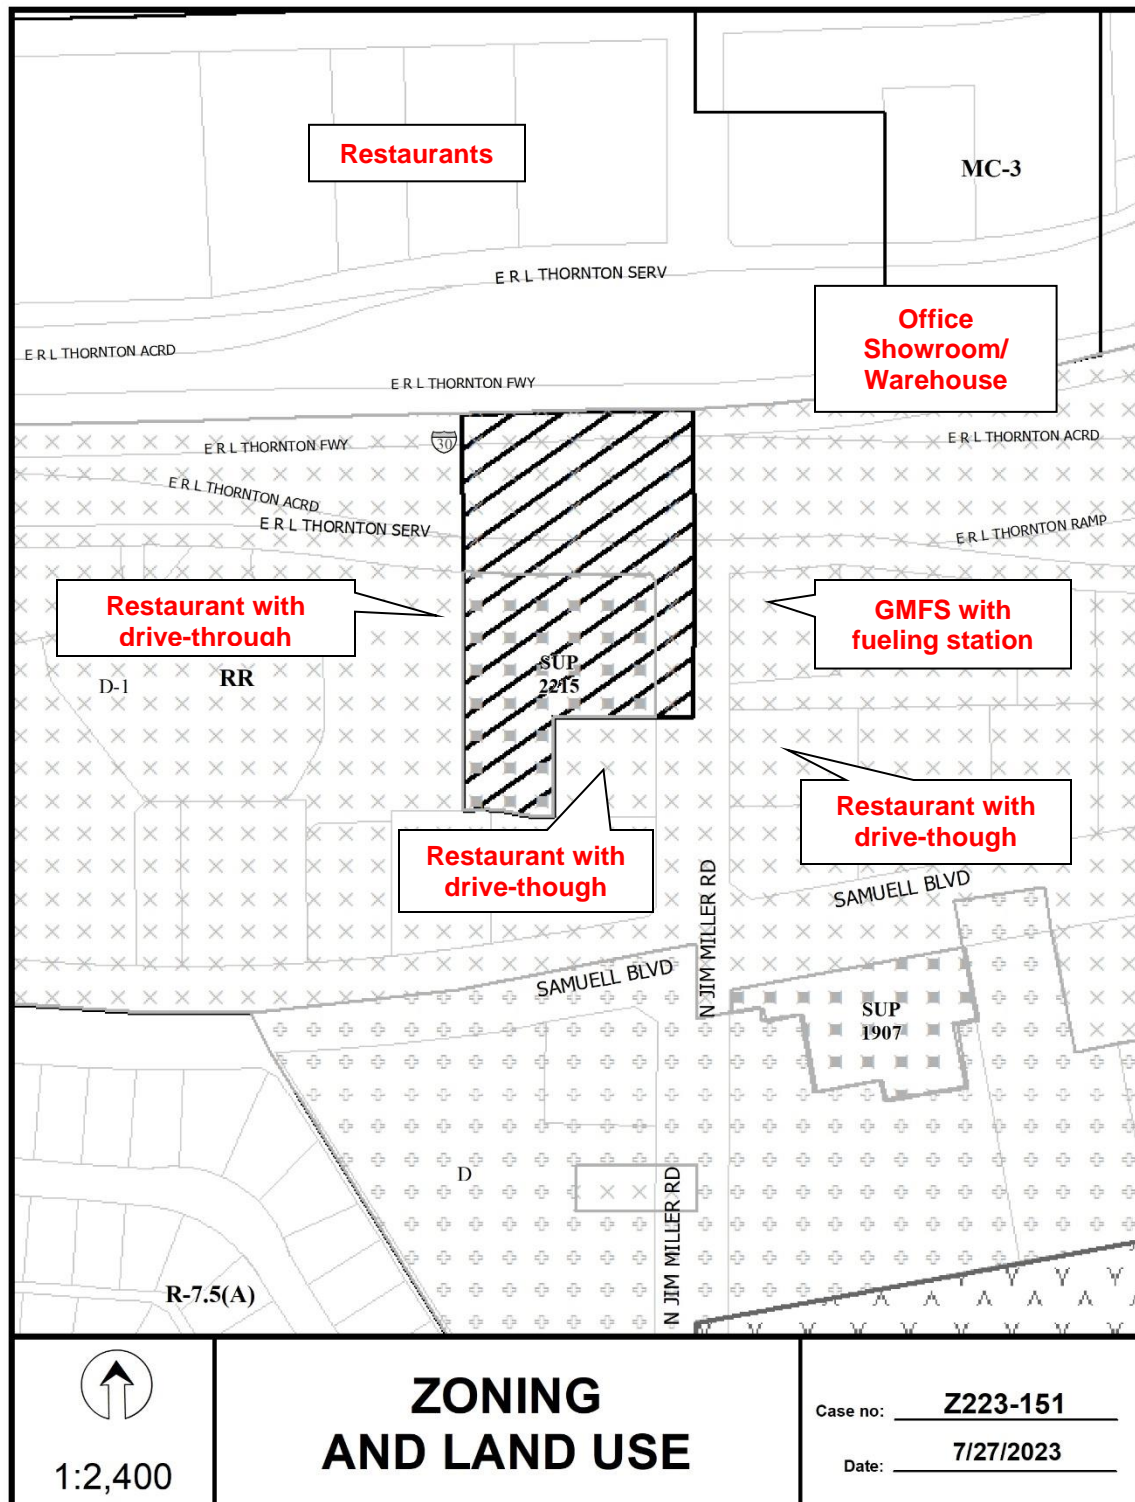 Restaurants
MC-3
E R L THORNTON SERV
Office
Showroom/
Warehouse
E R L THORNTON ACRD
E R L THORNTON FWY
E R L THORNTON FWY
30
E R L THORNTON ACRD
E R L THORNTON ACRD
E R L THORNTON SERV
E R L THORNTON RAMP
Restaurant with
drive-through
GMFS with
fueling station
SUP
2215
D-1
RR
Restaurant with
drive-though
Restaurant with
drive-though
SAMUELL BLVD
N JIM MILLER RD
SAMUELL BLVD
SUP
1907
D
N JIM MILLER RD
R-7.5(A)
1:2,400
ZONING
AND LAND USE
Case no: Z223-151
Date: 7/27/2023